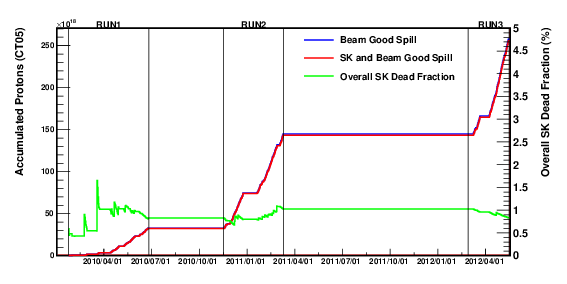 ×10¹⁸ RUN1 RUN2 RUN3
Accumulated Protons (CT05)
250
200
150
100
50
0
Beam Good Spill
SK and Beam Good Spill
Overall SK Dead Fraction
5
4.5
4
3.5
3
2.5
2
1.5
1
0.5
0
Overall SK Dead Fraction (%)
2010/04/01 2010/07/01 2010/10/01 2011/01/01 2011/04/01 2011/07/01 2011/10/01 2012/01/01 2012/04/01